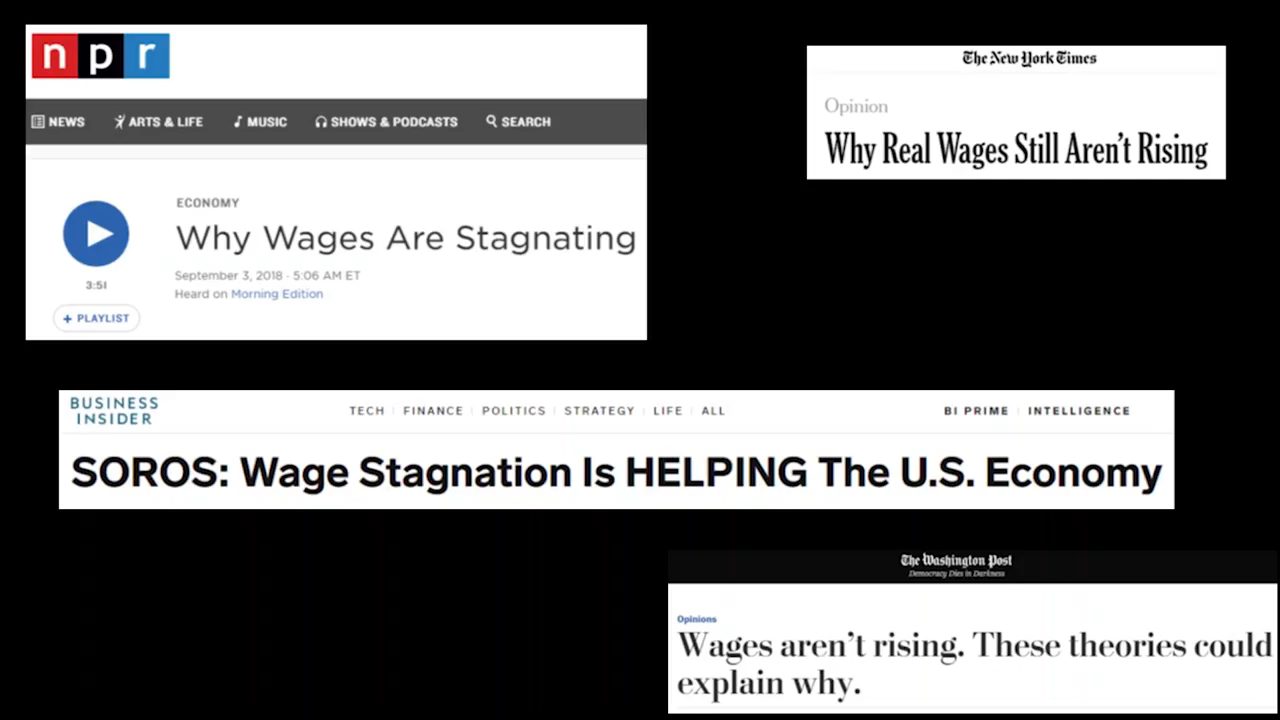 npr
NEWS ARTS & LIFE MUSIC SHOWS & PODCASTS SEARCH
ECONOMY
Why Wages Are Stagnating
September 3, 2018 · 5:06 AM ET
Heard on Morning Edition
3:51
+ PLAYLIST
The New York Times
Opinion
Why Real Wages Still Aren't Rising
BUSINESS
INSIDER
TECH | FINANCE | POLITICS | STRATEGY | LIFE | ALL
BI PRIME | INTELLIGENCE
SOROS: Wage Stagnation Is HELPING The U.S. Economy
The Washington Post
Democracy Dies in Darkness
Opinions
Wages aren't rising. These theories could
explain why.